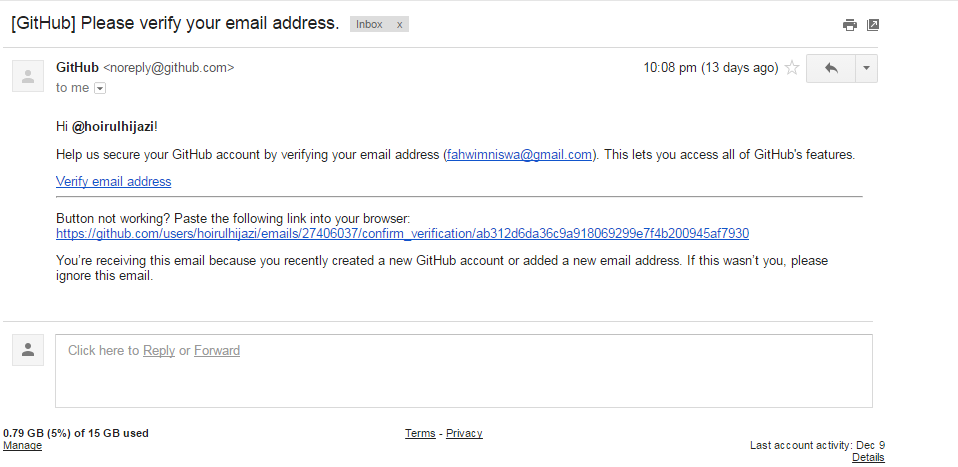 [GitHub] Please verify your email address. Inbox x
GitHub <noreply@github.com> 10:08 pm (13 days ago)
to me
Hi @hoirulhijazi!
Help us secure your GitHub account by verifying your email address (fahwimniswa@gmail.com). This lets you access all of GitHub's features.
Verify email address
Button not working? Paste the following link into your browser:
https://github.com/users/hoirulhijazi/emails/27406037/confirm_verification/ab312d6da36c9a918069299e7f4b200945af7930
You're receiving this email because you recently created a new GitHub account or added a new email address. If this wasn't you, please
ignore this email.
Click here to Reply or Forward
0.79 GB (5%) of 15 GB used
Manage
Terms - Privacy
Last account activity: Dec 9
Details